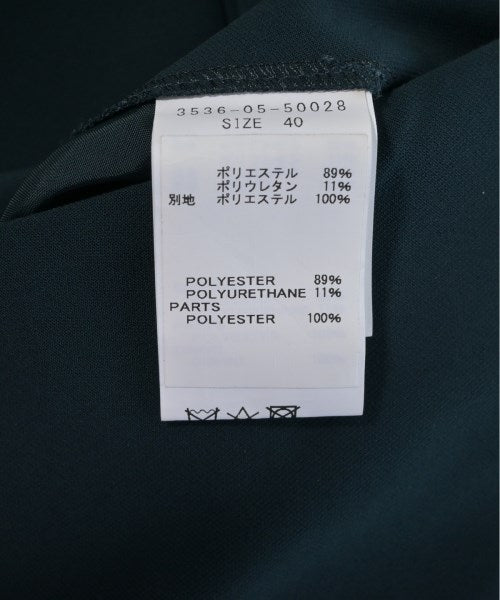 3536-05-50028
SIZE 40
ポリエステル 89%
ポリウレタン 11%
別地 ポリエステル 100%
POLYESTER 89%
POLYURETHANE 11%
PARTS
POLYESTER 100%